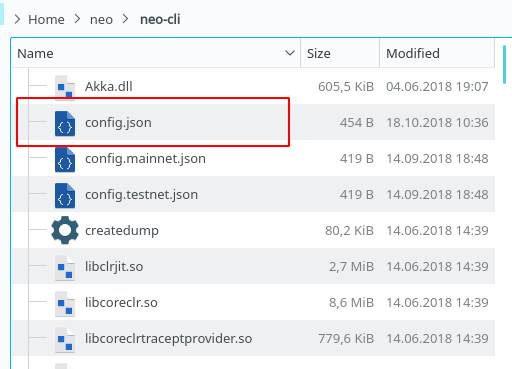 Home neo neo-cli
Name Size Modified
Akka.dll 605,5 KiB 04.06.2018 19:07
config.json 454 B 18.10.2018 10:36
config.mainnet.json 419 B 14.09.2018 18:48
config.testnet.json 419 B 14.09.2018 18:48
createdump 80,2 KiB 14.06.2018 14:39
libclrjit.so 2,7 MiB 14.06.2018 14:39
libcoreclr.so 8,6 MiB 14.06.2018 14:39
libcoreclrtraceptprovider.so 779,6 KiB 14.06.2018 14:39